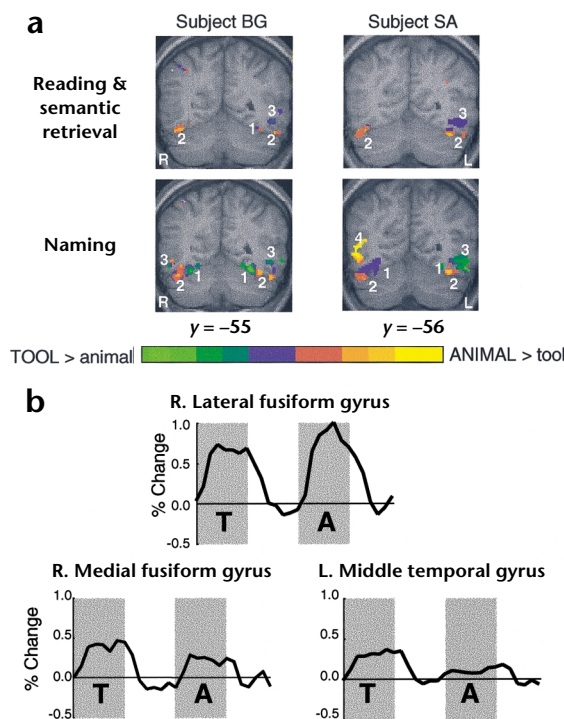 a
Subject BG
Subject SA
Reading &
semantic
retrieval
2
1
3
2
R
2
3
2
L
Naming
3
2
1
1
3
2
R
4
2
1
1
3
2
L
y = –55
y = –56
TOOL > animal
ANIMAL > tool
b
R. Lateral fusiform gyrus
% Change
1.0
0.5
0.0
-0.5
T
A
R. Medial fusiform gyrus
% Change
1.0
0.5
0.0
-0.5
T
A
L. Middle temporal gyrus
1.0
0.5
0.0
-0.5
T
A